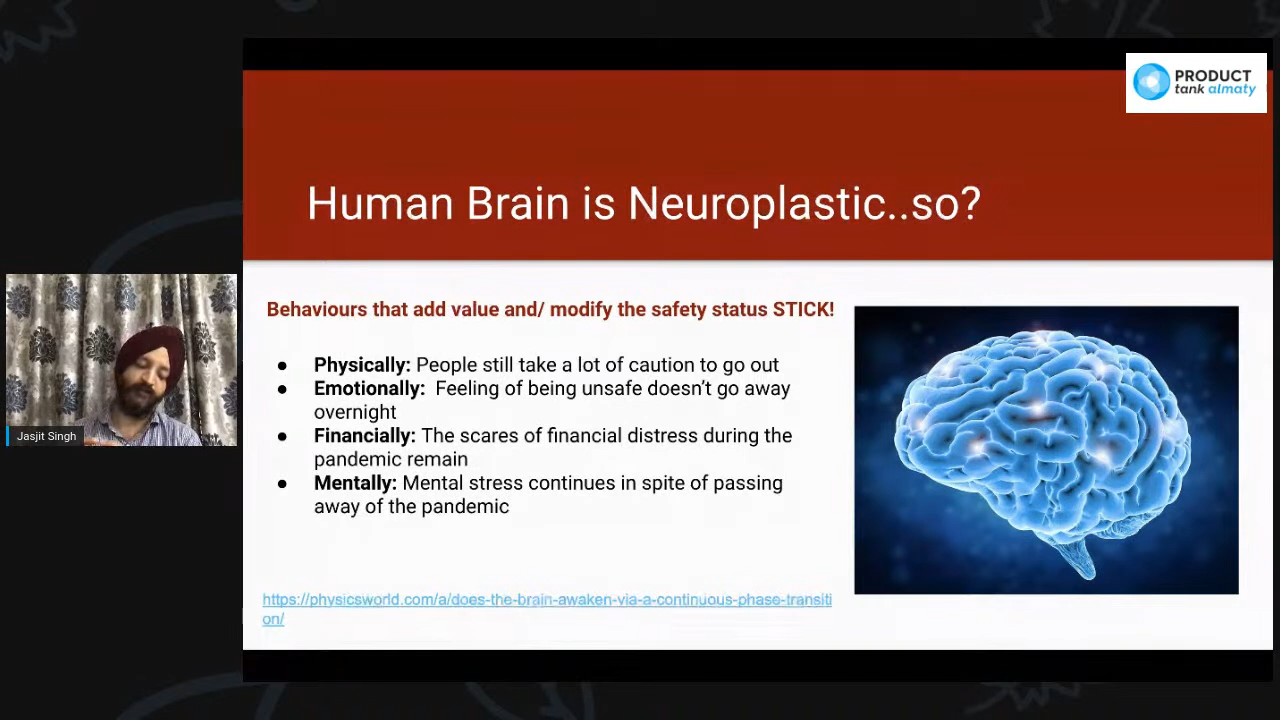 PRODUCT
tank almaty
Human Brain is Neuroplastic..so?
Behaviours that add value and/ modify the safety status STICK!
● Physically: People still take a lot of caution to go out
● Emotionally: Feeling of being unsafe doesn’t go away
overnight
● Financially: The scares of financial distress during the
pandemic remain
● Mentally: Mental stress continues in spite of passing
away of the pandemic
https://physicsworld.com/a/does-the-brain-awaken-via-a-continuous-phase-transiti
on/
Jasjit Singh